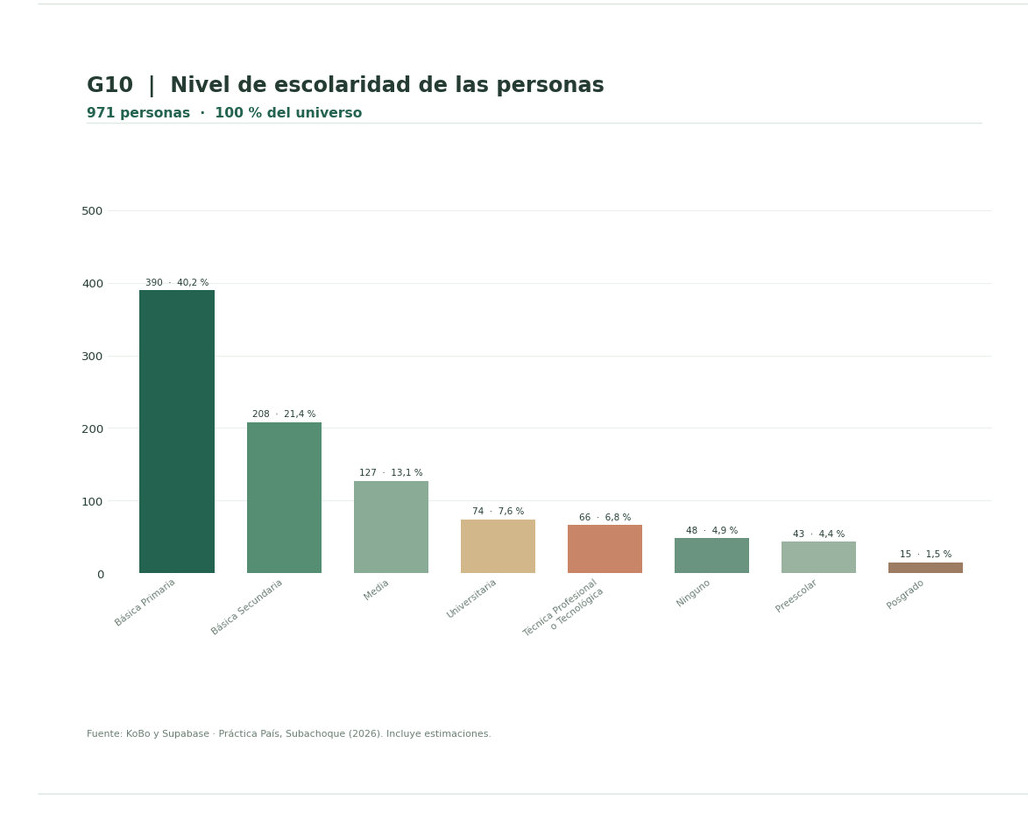 G10 | Nivel de escolaridad de las personas
971 personas · 100 % del universo
500
400
300
200
100
0
390 · 40,2 %
208 · 21,4 %
127 · 13,1 %
74 · 7,6 %
66 · 6,8 %
48 · 4,9 %
43 · 4,4 %
15 · 1,5 %
Básica Primaria
Básica Secundaria
Media
Universitaria
Técnica Profesional
o Tecnológica
Ninguno
Preescolar
Posgrado
Fuente: KoBo y Supabase · Práctica País, Subachoque (2026). Incluye estimaciones.